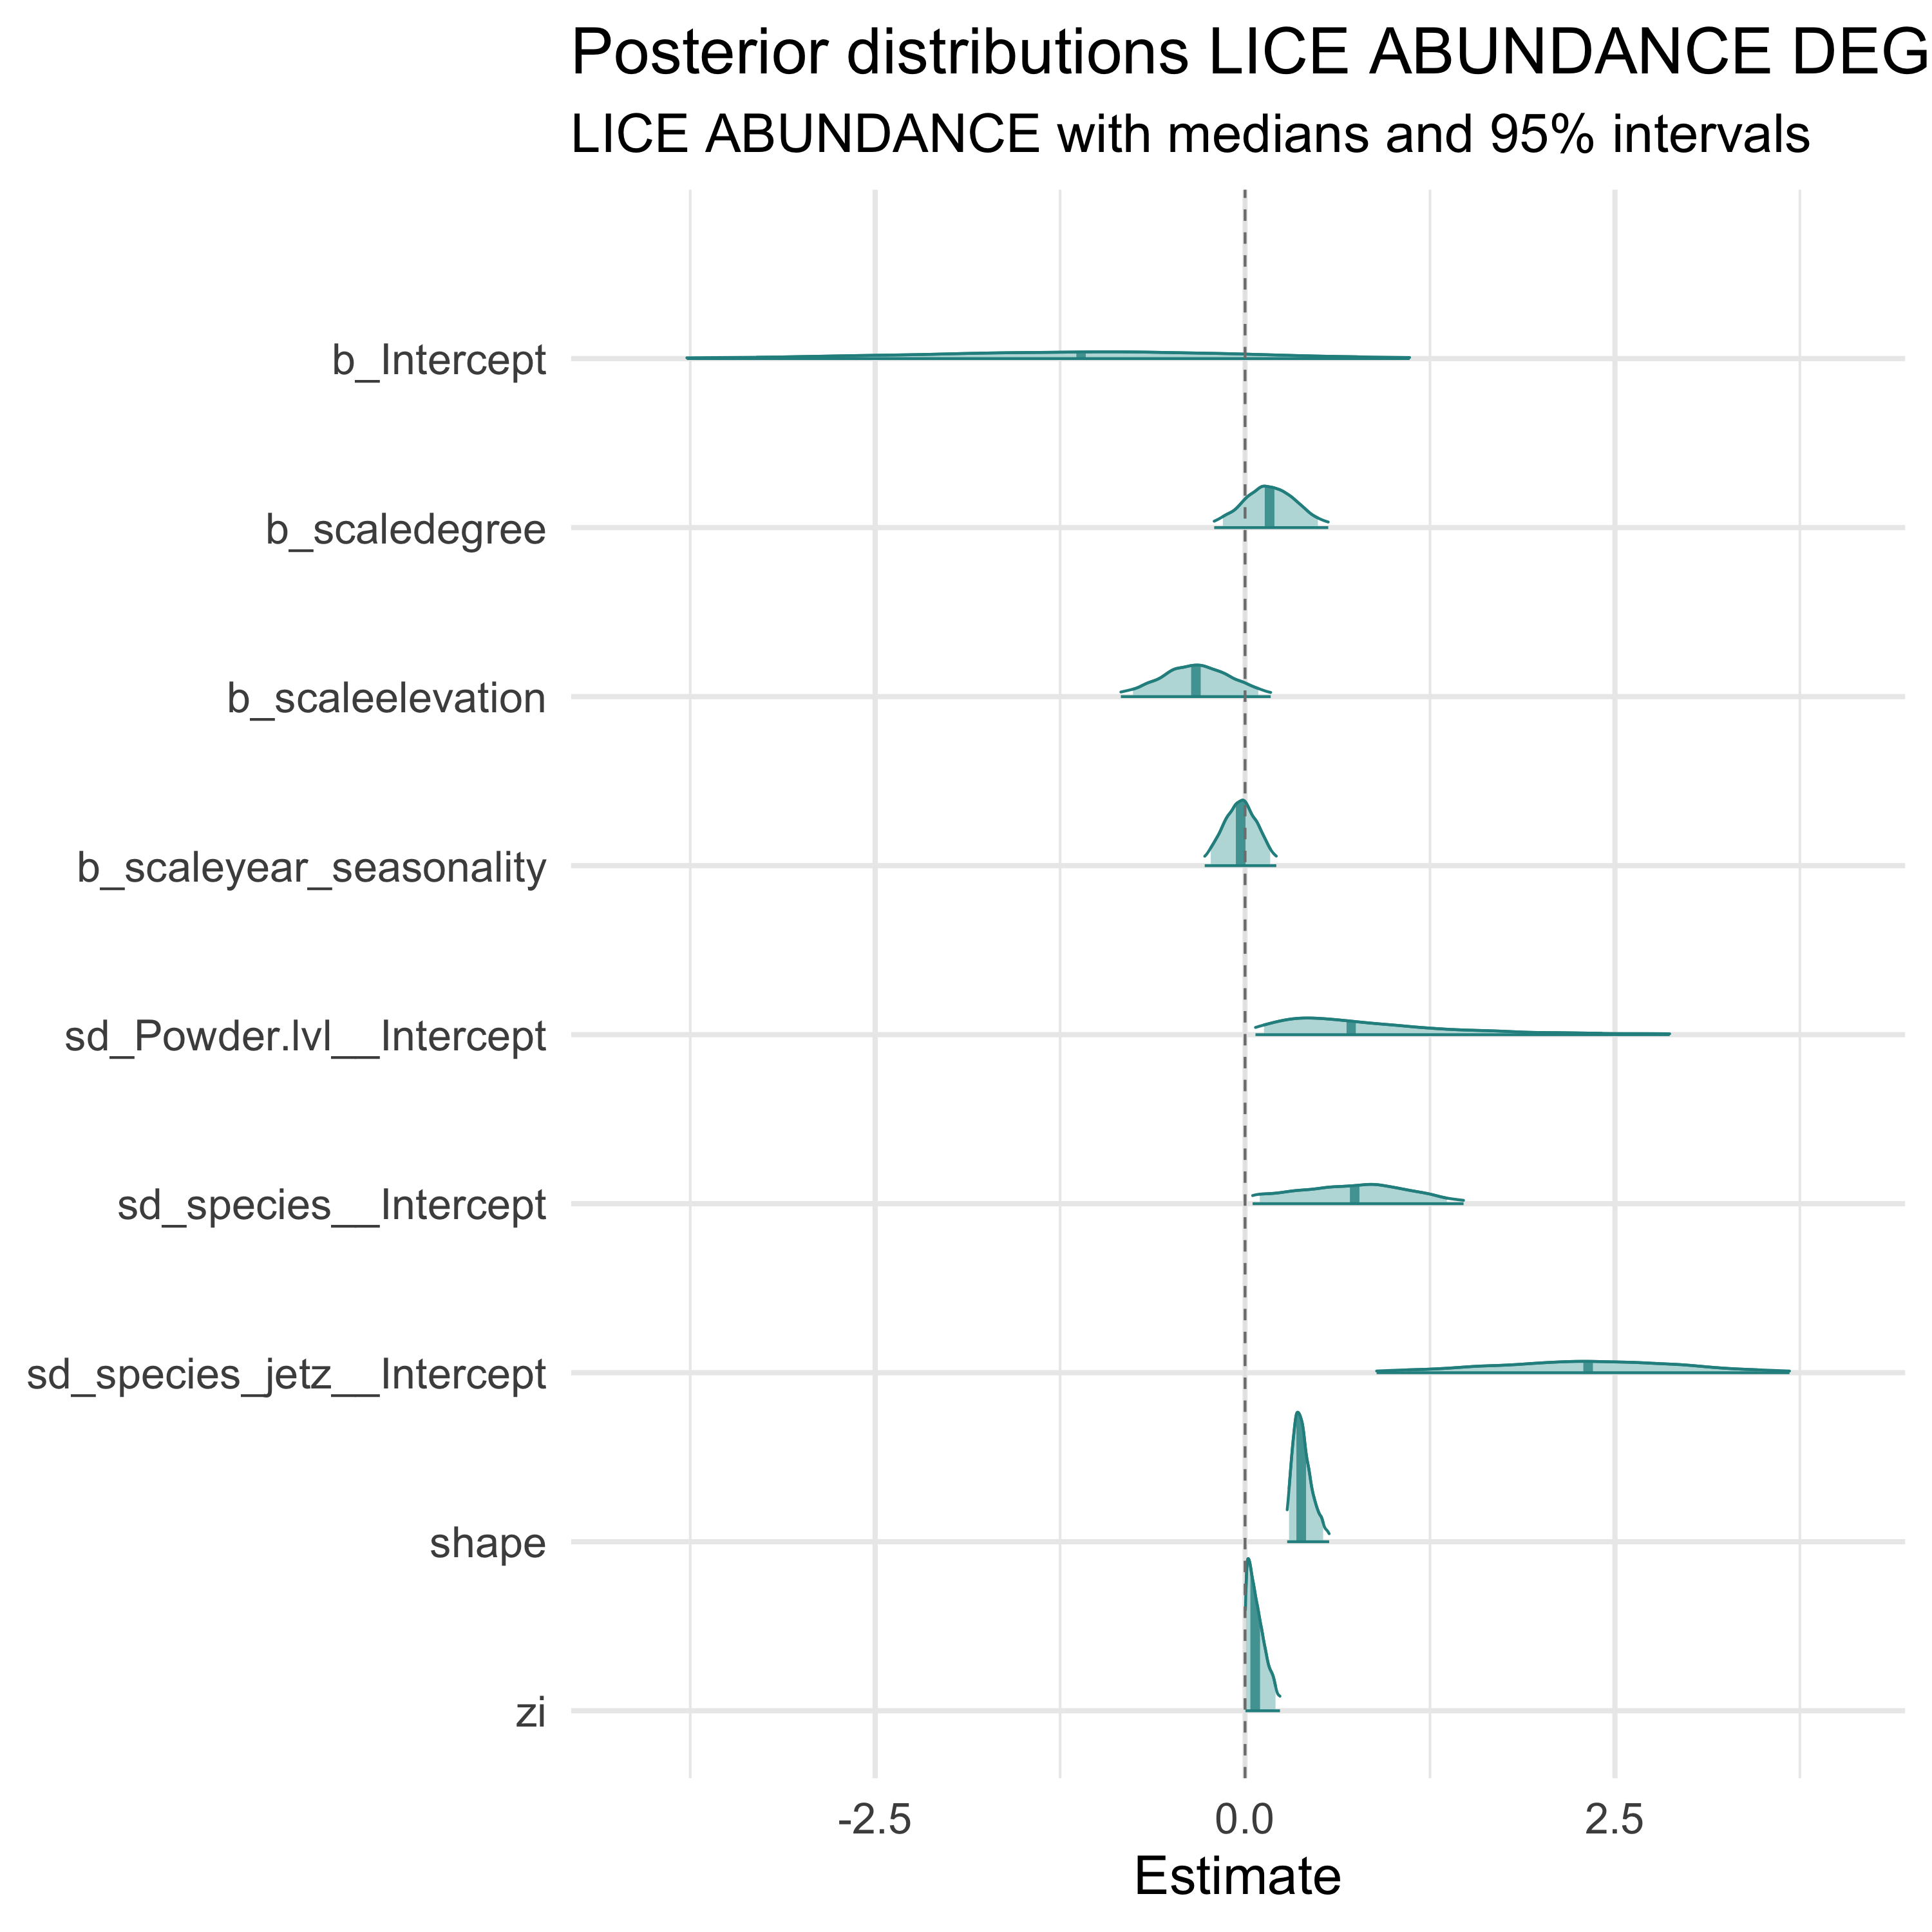 Posterior distributions LICE ABUNDANCE DEG
LICE ABUNDANCE with medians and 95% intervals
b_Intercept
b_scaledegree
b_scaleelevation
b_scaleyear_seasonality
sd_Powder.lvl__Intercept
sd_species__Intercept
sd_species_jetz__Intercept
shape
zi
-2.5 0.0 2.5
Estimate